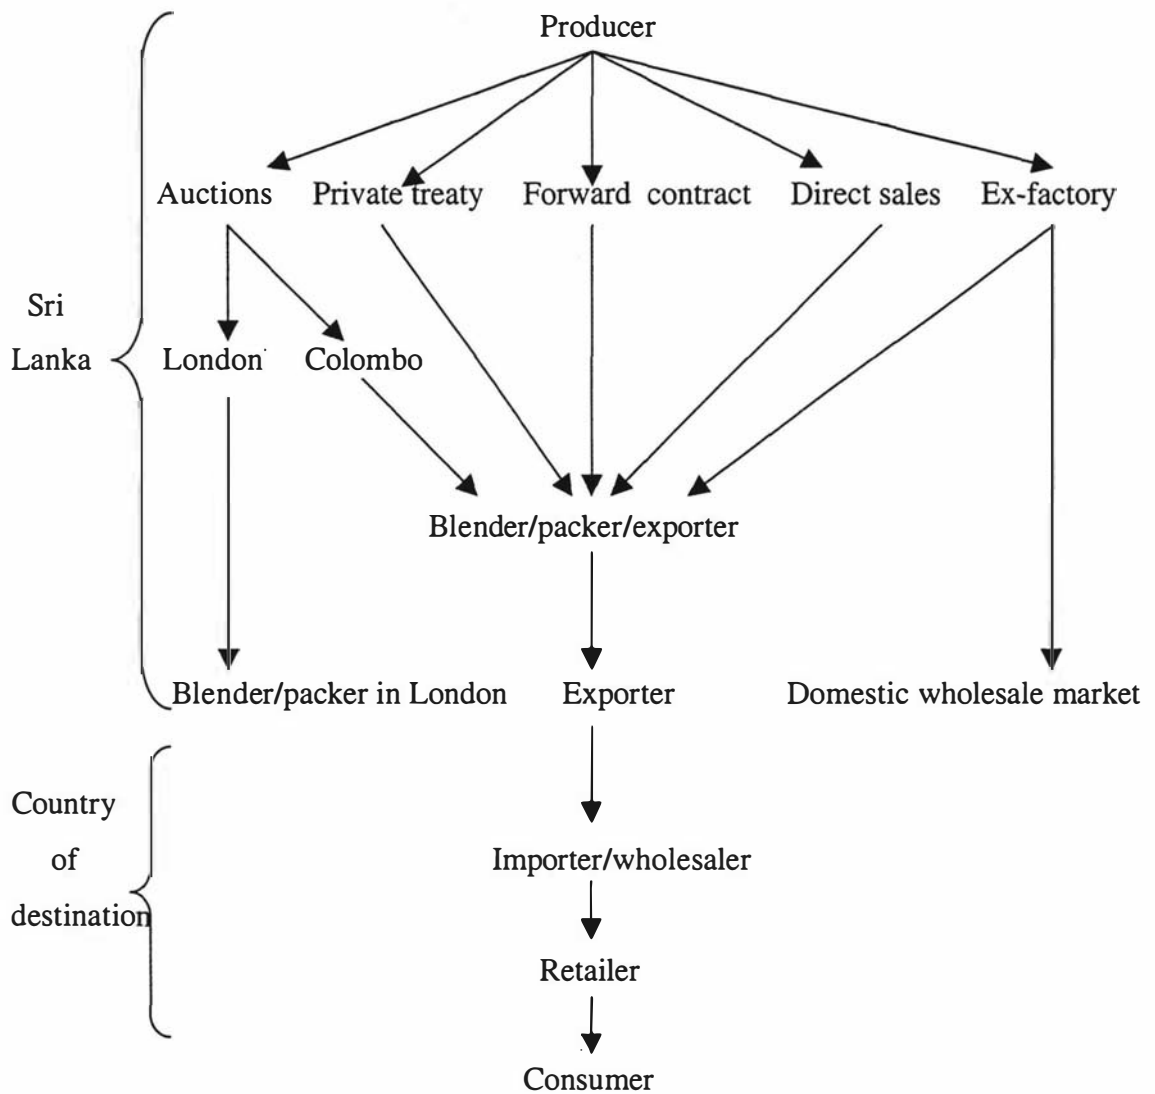 Producer
Auctions Private treaty Forward contract Direct sales Ex-factory
Sri
Lanka
London Colombo
Blender/packer/exporter
Blender/packer in London Exporter Domestic wholesale market
Country
of
destination
Importer/wholesaler
Retailer
Consumer